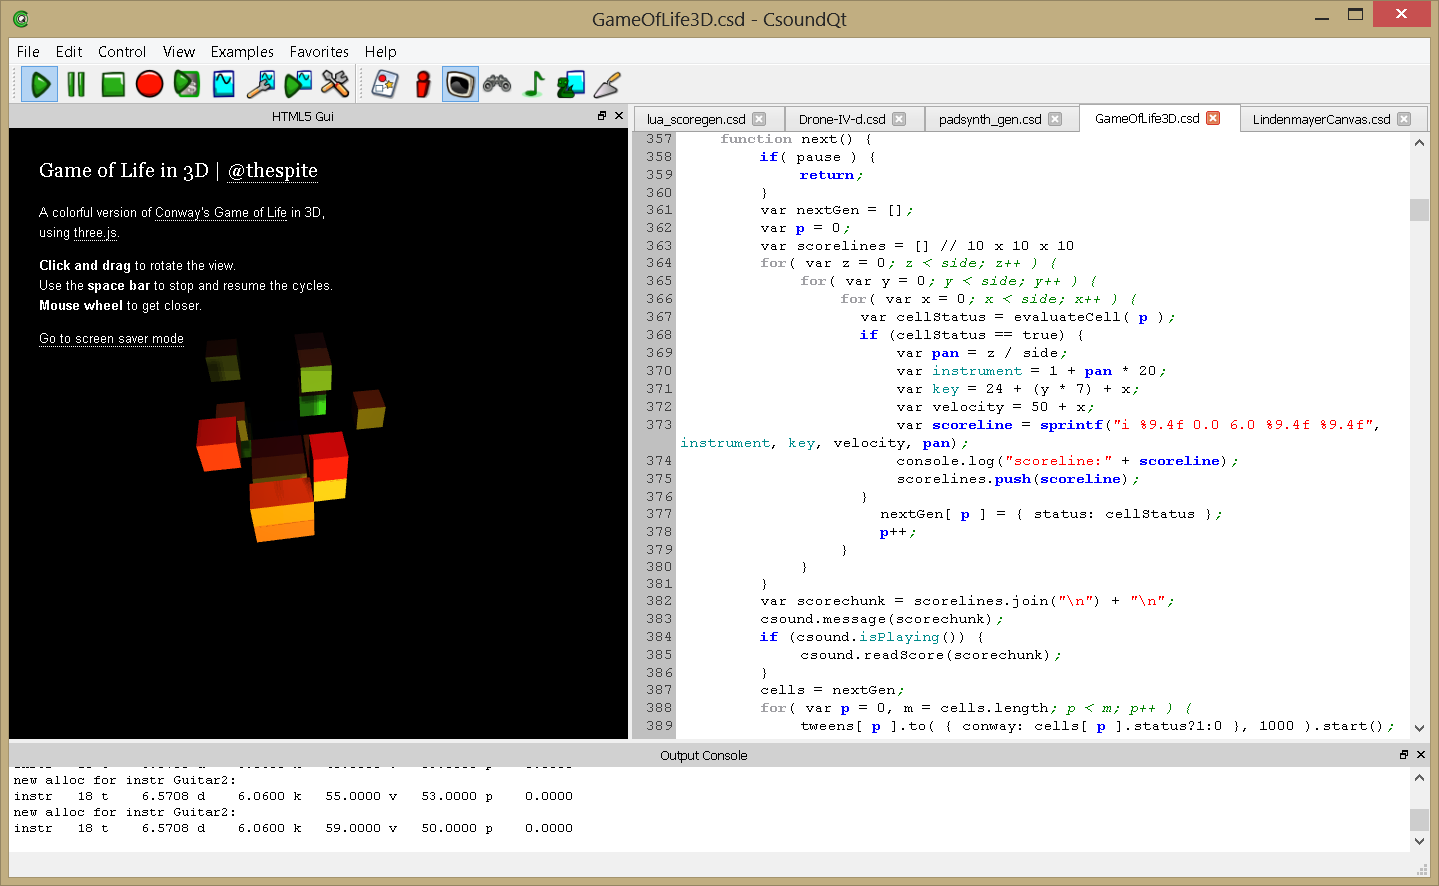 GameOfLife3D.csd - CsoundQt
File Edit Control View Examples Favorites Help
HTML5 Gui
Game of Life in 3D | @thespite
A colorful version of Conway's Game of Life in 3D,
using three.js.
Click and drag to rotate the view.
Use the space bar to stop and resume the cycles.
Mouse wheel to get closer.
Go to screen saver mode
lua_scoregen.csd Drone-IV-d.csd padsynth_gen.csd GameOfLife3D.csd LindenmayerCanvas.csd
357 function next() {
358 if( pause ) {
359 return;
360 }
361 var nextGen = [];
362 var p = 0;
363 var scorelines = [] // 10 x 10 x 10
364 for( var z = 0; z < side; z++ ) {
365 for( var y = 0; y < side; y++ ) {
366 for( var x = 0; x < side; x++ ) {
367 var cellStatus = evaluateCell( p );
368 if (cellStatus == true) {
369 var pan = z / side;
370 var instrument = 1 + pan * 20;
371 var key = 24 + (y * 7) + x;
372 var velocity = 50 + x;
373 var scoreline = sprintf("i %9.4f 0.0 6.0 %9.4f %9.4f",
instrument, key, velocity, pan);
374 console.log("scoreline:" + scoreline);
375 scorelines.push(scoreline);
376 }
377 nextGen[ p ] = { status: cellStatus };
378 p++;
379 }
380 }
381 }
382 var scorechunk = scorelines.join("\n") + "\n";
383 csound.message(scorechunk);
384 if (csound.isPlaying()) {
385 csound.readScore(scorechunk);
386 }
387 cells = nextGen;
388 for( var p = 0, m = cells.length; p < m; p++ ) {
389 tweens[ p ].to( { conway: cells[ p ].status?1:0 }, 1000 ).start();
Output Console
new alloc for instr Guitar2:
instr 18 t 6.5708 d 6.0600 k 55.0000 v 53.0000 p 0.0000
new alloc for instr Guitar2:
instr 18 t 6.5708 d 6.0600 k 59.0000 v 50.0000 p 0.0000